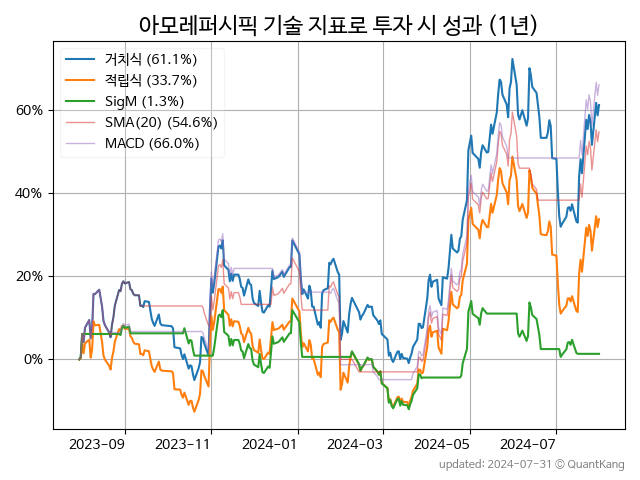 아모레퍼시픽 기술 지표로 투자 시 성과 (1년)
거치식 (61.1%)
적립식 (33.7%)
SigM (1.3%)
SMA(20) (54.6%)
MACD (66.0%)
60%
40%
20%
0%
2023-09 2023-11 2024-01 2024-03 2024-05 2024-07
updated: 2024-07-31 © QuantKang